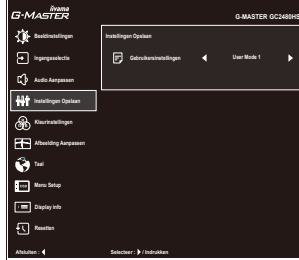 iiyama
G-MASTER
G-MASTER GC2480HS
Beeldinstellingen
Ingangsselectie
Audio Aanpassen
Instellingen Opslaan
Kleurinstellingen
Afbeelding Aanpassen
Taal
Menu Setup
Display info
Resetten
Instellingen Opslaan
Gebruikersinstellingen
User Mode 1
Afsluiten :
Selecteer : / Indrukken